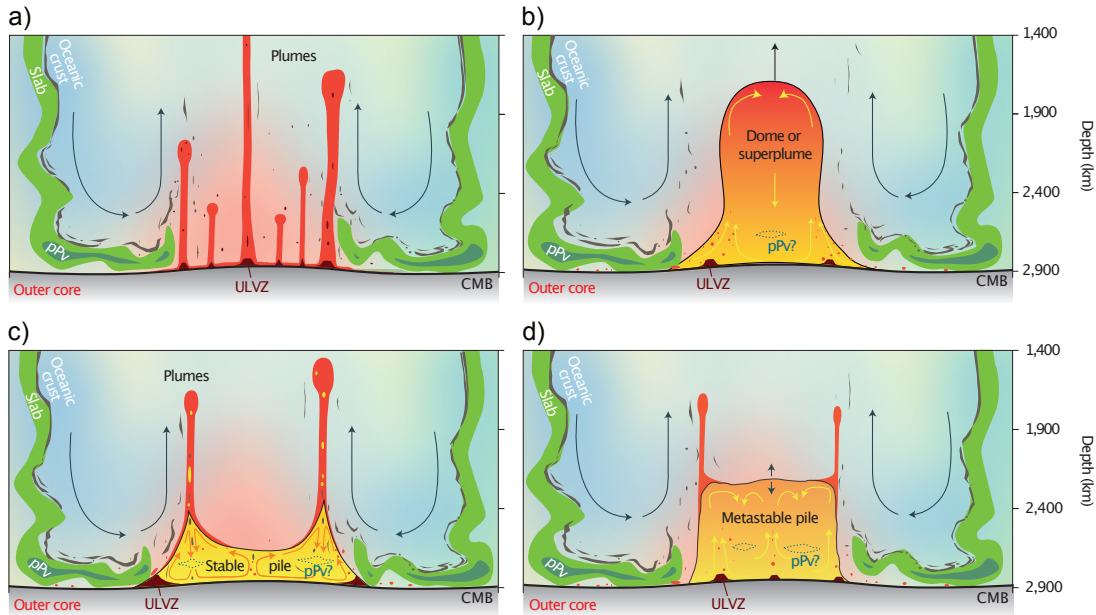 a)
Oceanic
crust
Slab
Plumes
pPv
ULVZ
Outer core
CMB
b)
Oceanic
crust
Slab
Dome or
superplume
pPv?
pPv
ULVZ
Outer core
CMB
1,400
1,900
2,400
2,900
Depth (km)
c)
Oceanic
crust
Slab
Plumes
Stable pile
pPv?
pPv
ULVZ
Outer core
CMB
d)
Oceanic
crust
Slab
Metastable pile
pPv?
pPv
ULVZ
Outer core
CMB
1,400
1,900
2,400
2,900
Depth (km)